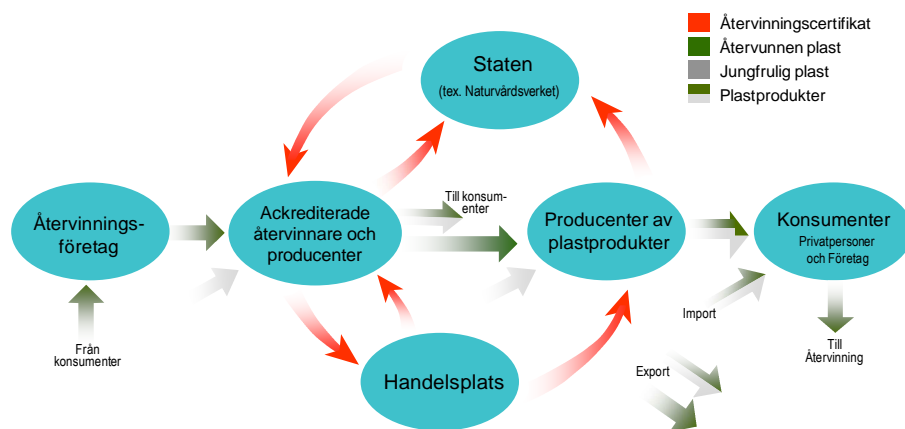 Återvinningscertifikat
Återvunnen plast
Jungfrulig plast
Plastprodukter
Staten
(tex. Naturvårdsverket)
Återvinnings-
företag
Ackrediterade
återvinnare och
producenter
Till konsum-
enter
Producenter av
plastprodukter
Konsumenter
Privatpersoner
och Företag
Från
konsumenter
Import
Till
Återvinning
Handelsplats
Export